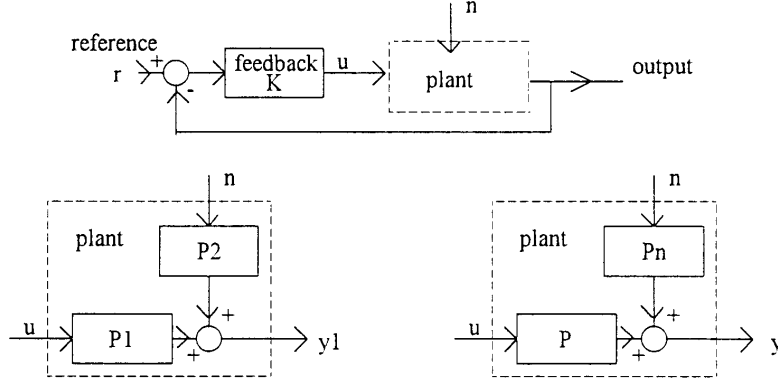 n
reference
r
+
-
feedback
K
u
plant
output
n
plant
P2
u
P1
+
+
y1
n
plant
Pn
u
P
+
+
y